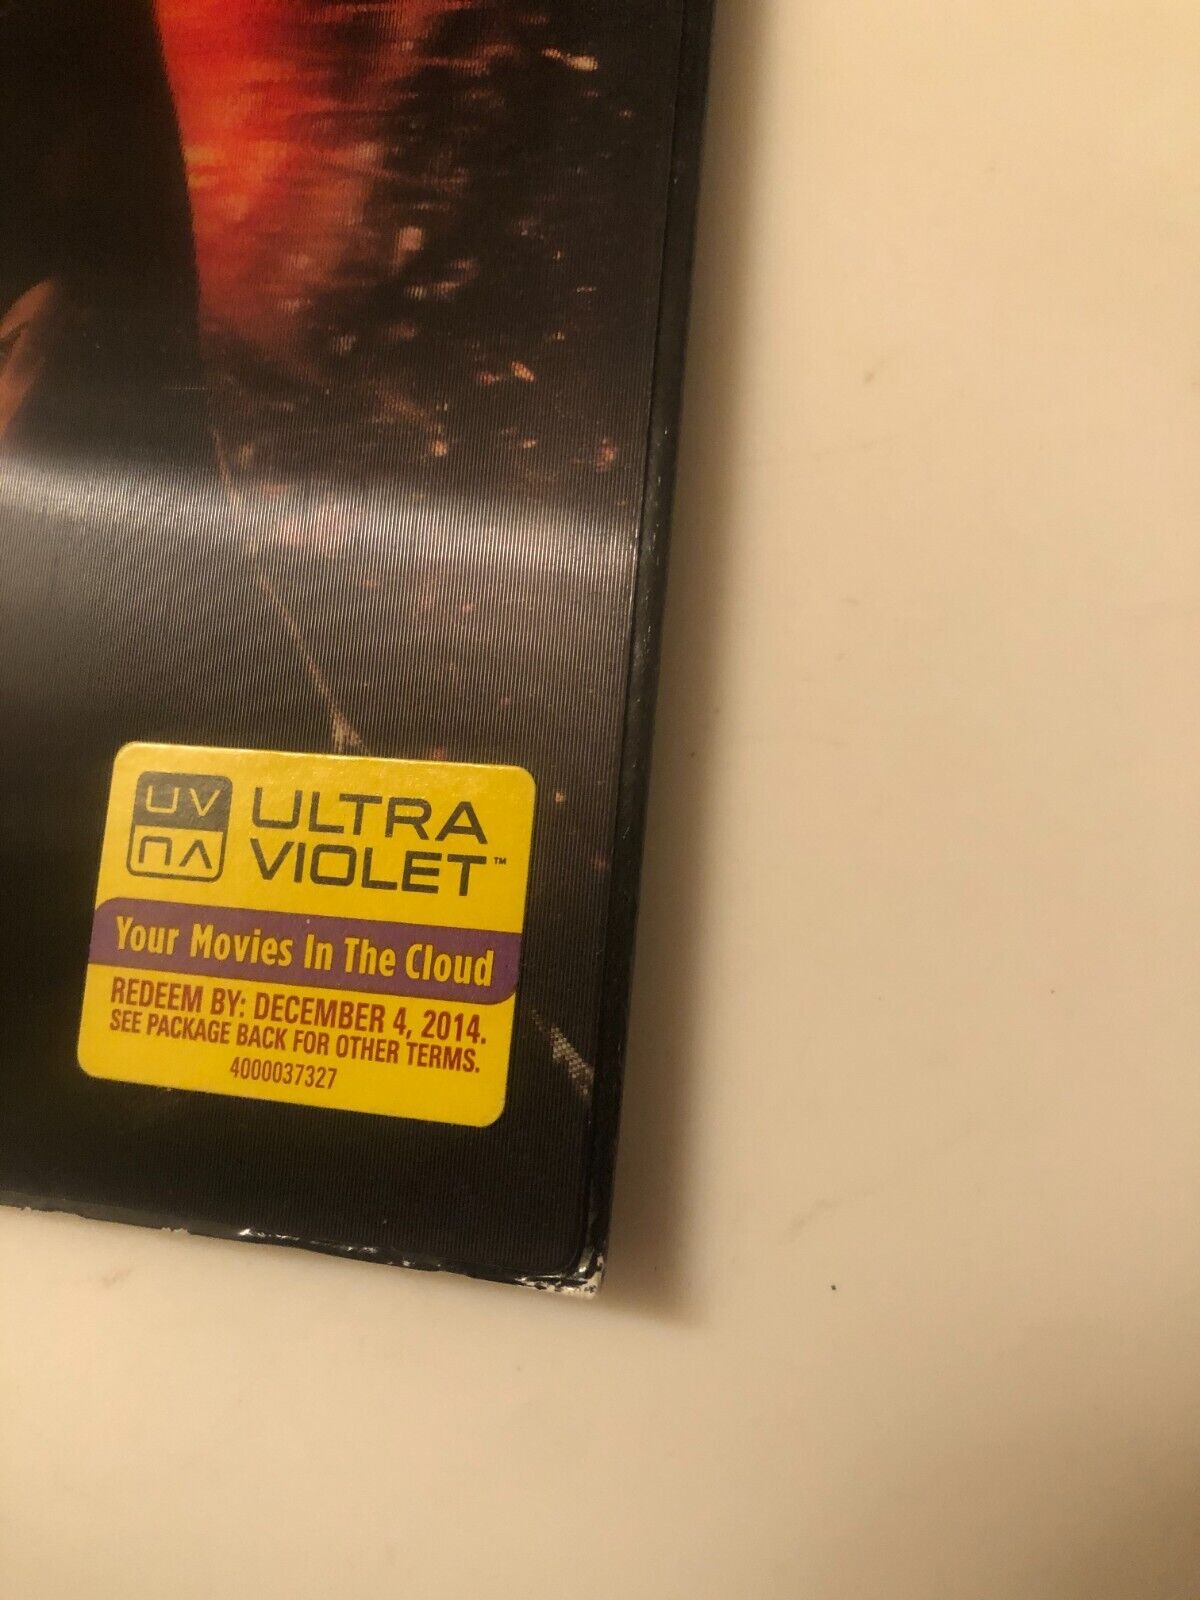 UV
UV
ULTRA
VIOLET™
Your Movies In The Cloud
REDEEM BY: DECEMBER 4, 2014.
SEE PACKAGE BACK FOR OTHER TERMS.
4000037327